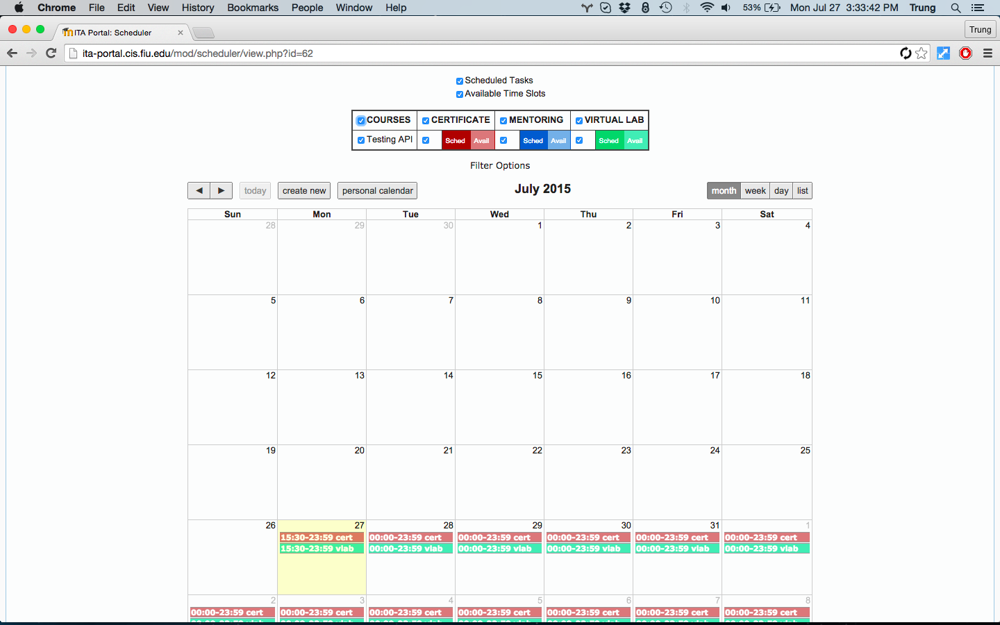 Chrome File Edit View History Bookmarks People Window Help 53% Mon Jul 27 3:33:42 PM Trung
ITA Portal: Scheduler × Trung
ita-portal.cis.fiu.edu/mod/scheduler/view.php?id=62
Scheduled Tasks
Available Time Slots
COURSES CERTIFICATE MENTORING VIRTUAL LAB
Testing API Sched Avail Sched Avail Sched Avail
Filter Options
today create new personal calendar July 2015 month week day list
Sun Mon Tue Wed Thu Fri Sat
28 29 30 1 2 3 4
5 6 7 8 9 10 11
12 13 14 15 16 17 18
19 20 21 22 23 24 25
26 27 28 29 30 31 1
15:30-23:59 cert 00:00-23:59 cert 00:00-23:59 cert 00:00-23:59 cert 00:00-23:59 cert 00:00-23:59 cert
15:30-23:59 vlab 00:00-23:59 vlab 00:00-23:59 vlab 00:00-23:59 vlab 00:00-23:59 vlab 00:00-23:59 vlab
2 3 4 5 6 7 8
00:00-23:59 cert 00:00-23:59 cert 00:00-23:59 cert 00:00-23:59 cert 00:00-23:59 cert 00:00-23:59 cert 00:00-23:59 cert